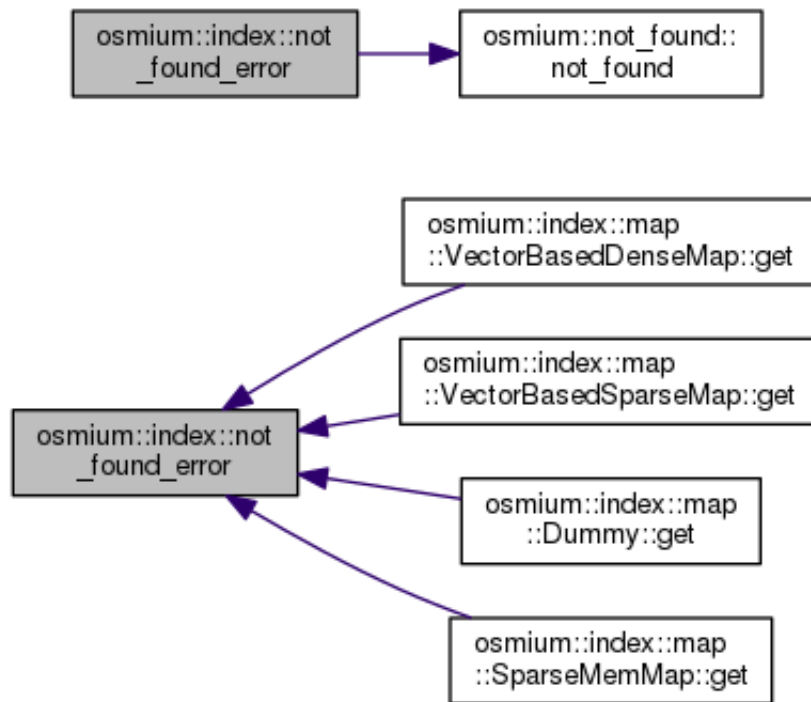 osmium::index::not
_found_error
osmium::not_found::
not_found
osmium::index::map
::VectorBasedDenseMap::get
osmium::index::map
::VectorBasedSparseMap::get
osmium::index::not
_found_error
osmium::index::map
::Dummy::get
osmium::index::map
::SparseMemMap::get